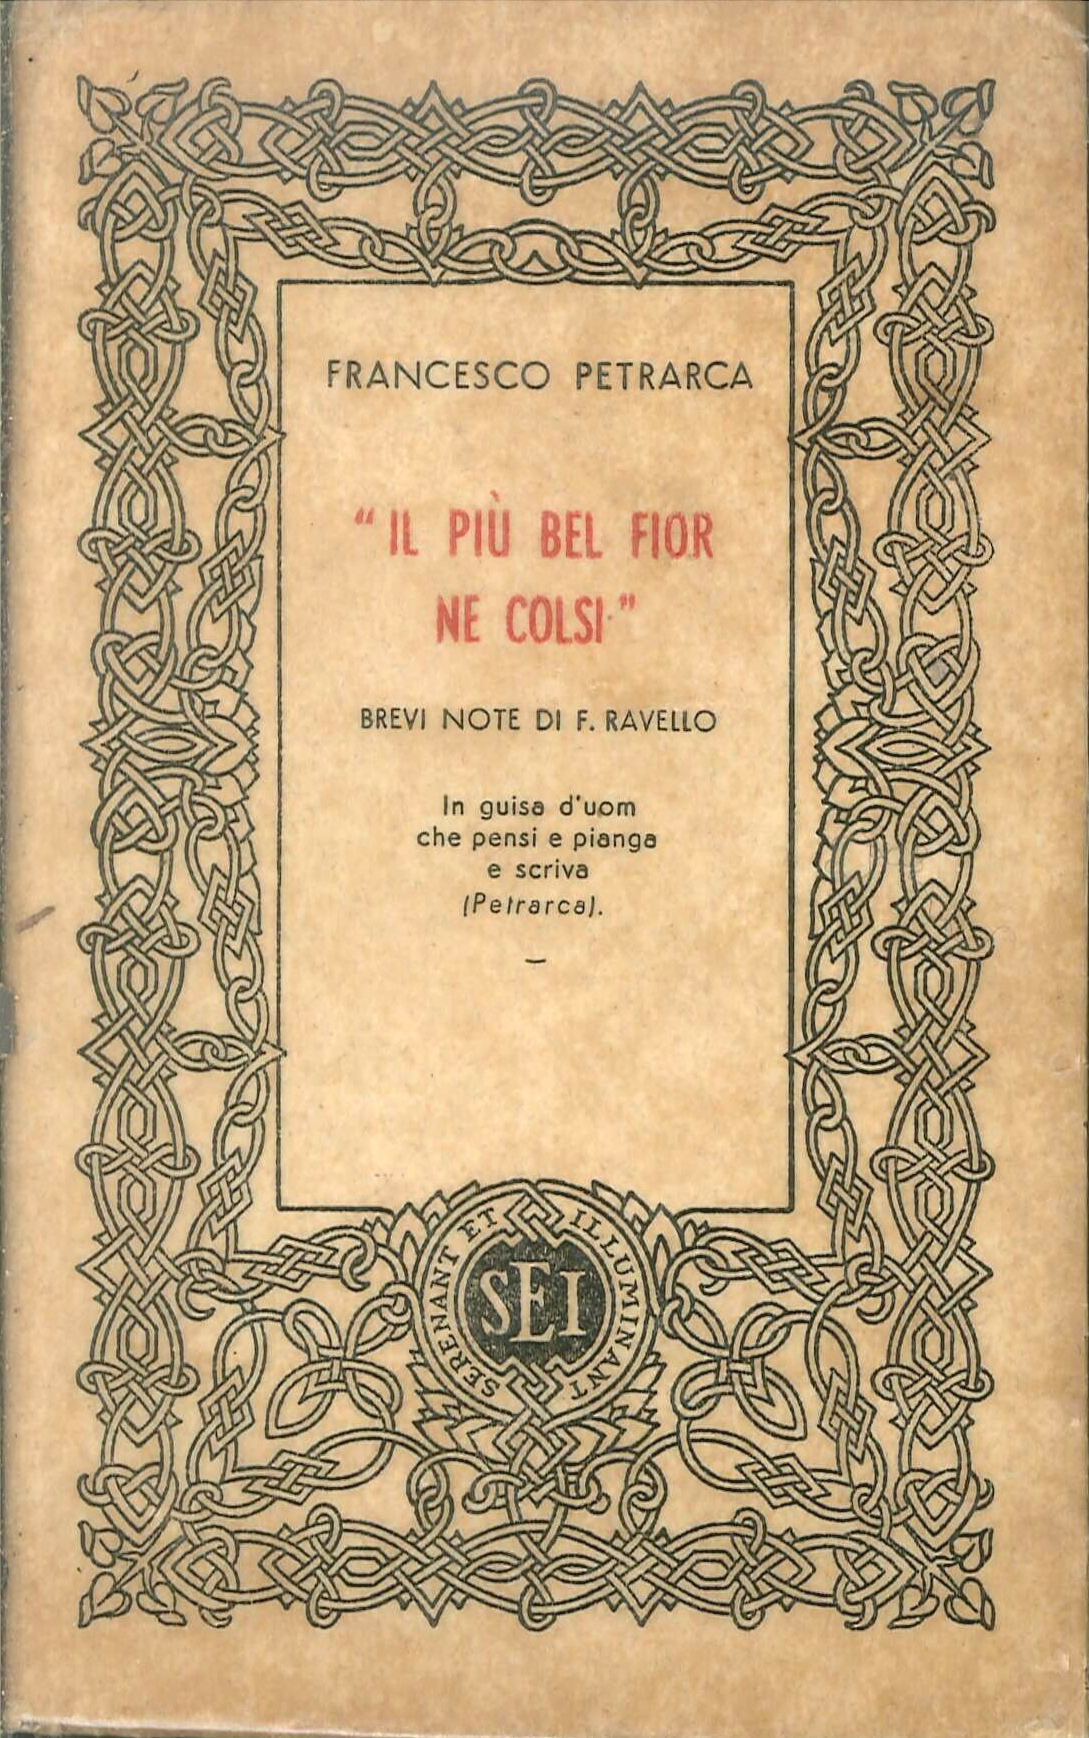 FRANCESCO PETRARCA
“ IL PIÙ BEL FIOR
NE COLSI ”
BREVI NOTE DI F. RAVELLO
In guisa d'uom
che pensi e pianga
e scriva
(Petrarca).
SERENANT ET ILLUMINANT
SEI